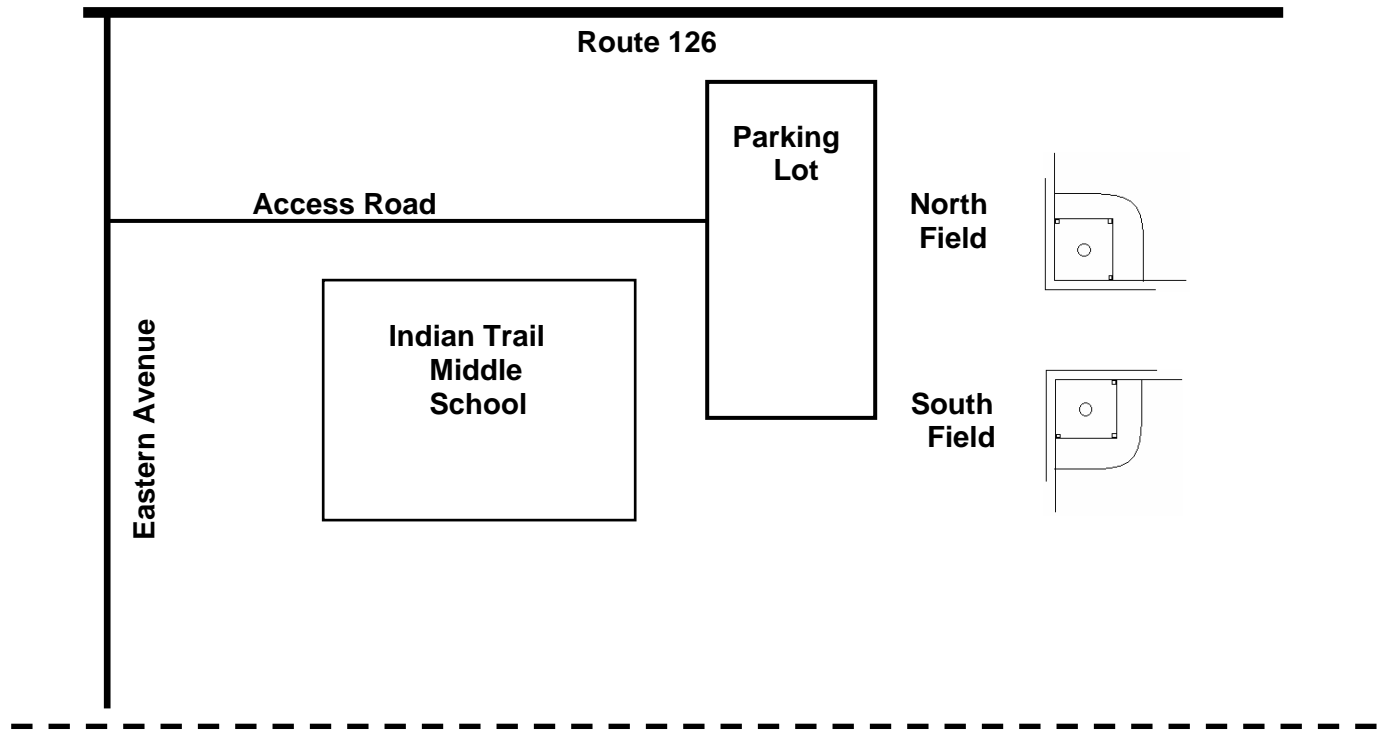 Route 126
Parking
Lot
Access Road
North
Field
Indian Trail
Middle
School
Eastern Avenue
South
Field